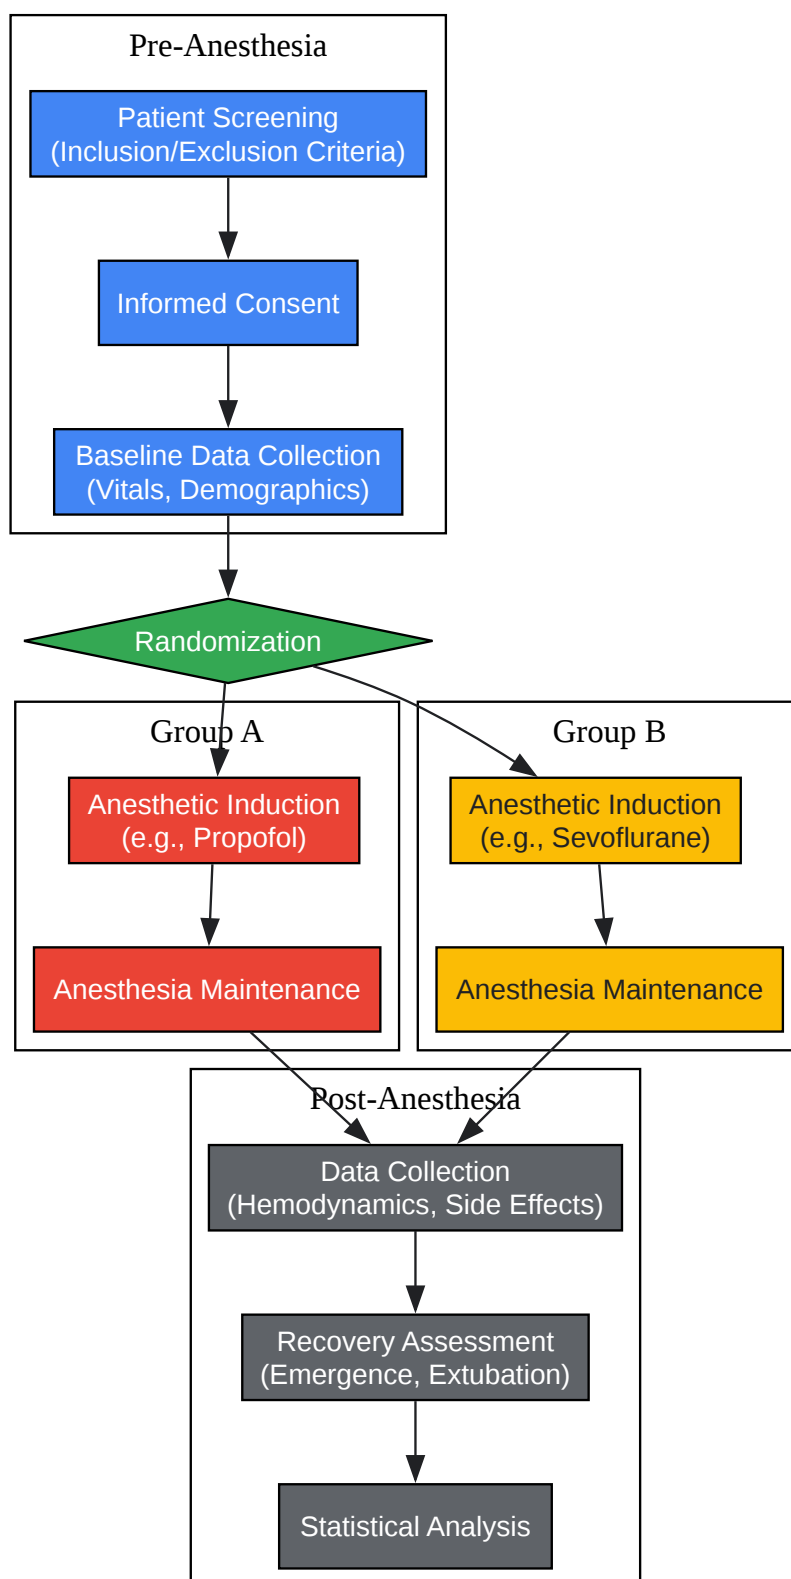 Pre-Anesthesia
Patient Screening
(Inclusion/Exclusion Criteria)
Informed Consent
Baseline Data Collection
(Vitals, Demographics)
Randomization
Group A
Group B
Anesthetic Induction
(e.g., Propofol)
Anesthetic Induction
(e.g., Sevoflurane)
Anesthesia Maintenance
Anesthesia Maintenance
Post-Anesthesia
Data Collection
(Hemodynamics, Side Effects)
Recovery Assessment
(Emergence, Extubation)
Statistical Analysis